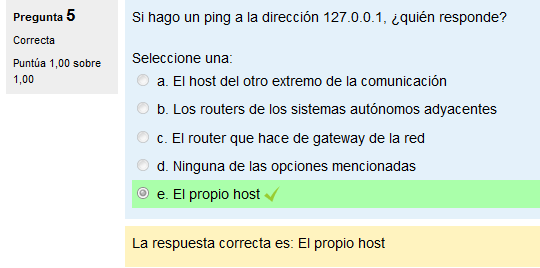 Pregunta 5
Correcta
Puntúa 1,00 sobre
1,00
Si hago un ping a la dirección 127.0.0.1, ¿quién responde?
Seleccione una:
a. El host del otro extremo de la comunicación
b. Los routers de los sistemas autónomos adyacentes
c. El router que hace de gateway de la red
d. Ninguna de las opciones mencionadas
e. El propio host
La respuesta correcta es: El propio host